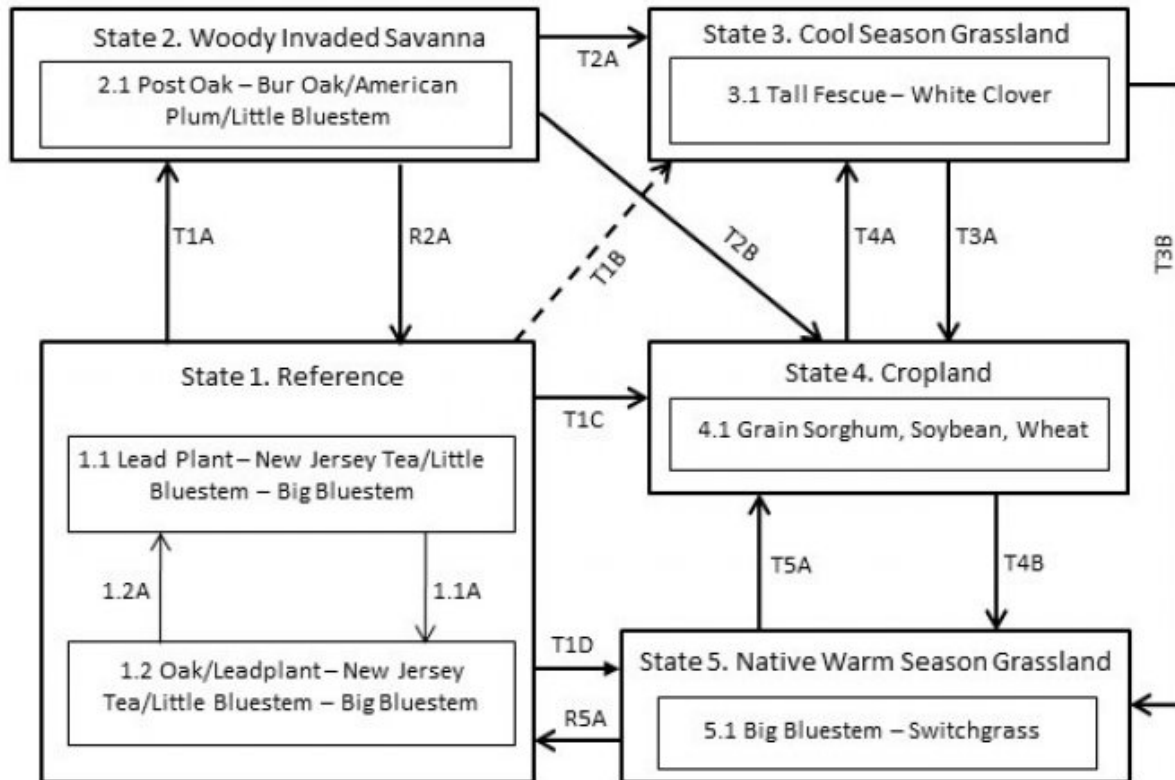 State 2. Woody Invaded Savanna
2.1 Post Oak – Bur Oak/American
Plum/Little Bluestem
T2A
State 3. Cool Season Grassland
3.1 Tall Fescue – White Clover
T1A
R2A
T1B
T2B
T4A
T3A
T3B
State 1. Reference
1.1 Lead Plant – New Jersey Tea/Little
Bluestem – Big Bluestem
1.2A
1.1A
1.2 Oak/Leadplant – New Jersey
Tea/Little Bluestem – Big Bluestem
T1C
State 4. Cropland
4.1 Grain Sorghum, Soybean, Wheat
T5A
T4B
T1D
R5A
State 5. Native Warm Season Grassland
5.1 Big Bluestem – Switchgrass